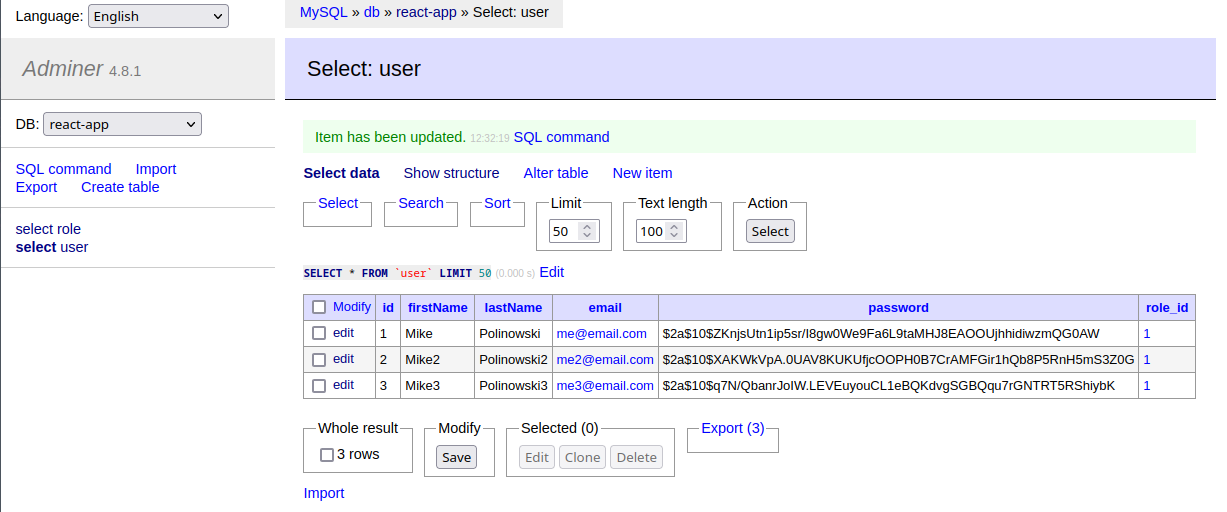 Language: English
MySQL » db » react-app » Select: user
Adminer 4.8.1
Select: user
DB: react-app
Item has been updated. 12:32:19 SQL command
SQL command Import
Export Create table
Select data Show structure Alter table New item
select role
select user
Select Search Sort Limit Text length Action
50 100 Select
SELECT * FROM `user` LIMIT 50 (0.000 s) Edit
Modify id firstName lastName email password role_id
edit 1 Mike Polinowski me@email.com $2a$10$ZKnjsUtn1ip5sr/I8gw0We9Fa6L9taMHJ8EAOOUjhhidiwzmQG0AW 1
edit 2 Mike2 Polinowski2 me2@email.com $2a$10$XAKWkVpA.0UAV8KUKUfjcOOPH0B7CrAMFGir1hQb8P5RnH5mS3Z0G 1
edit 3 Mike3 Polinowski3 me3@email.com $2a$10$q7N/QbanrJoIW.LEVEuyouCL1eBQKdvgSGBQqu7rGNTRT5RShiybK 1
Whole result Modify Selected (0) Export (3)
3 rows Save Edit Clone Delete
Import